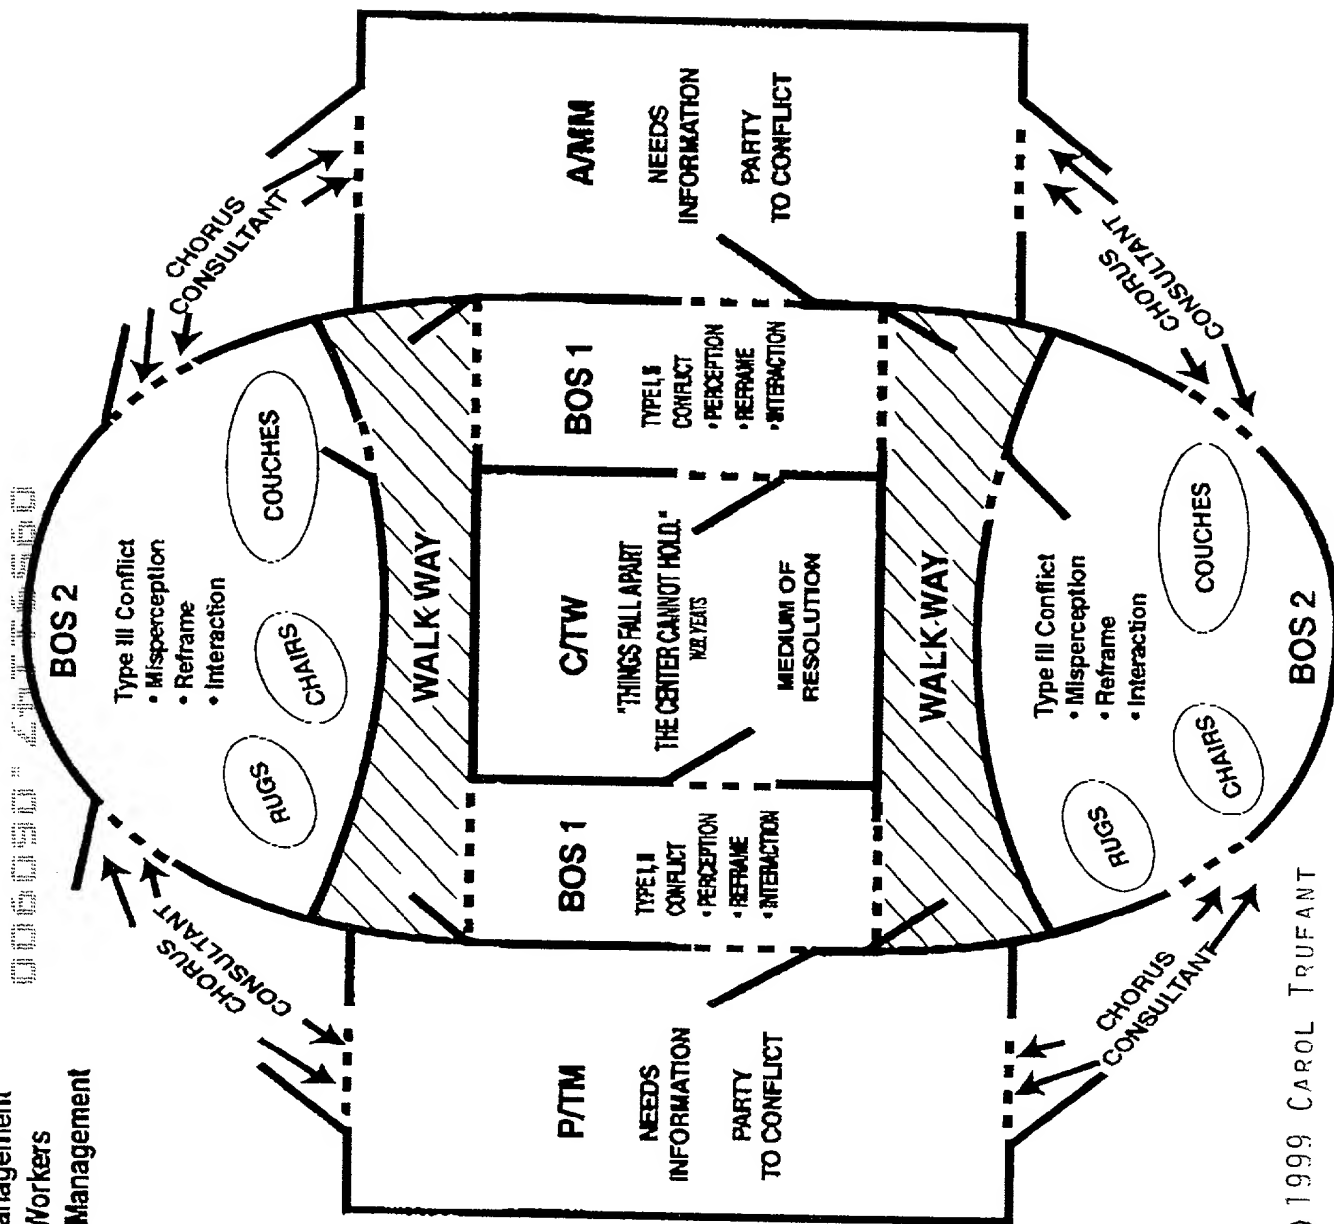 anagement
Workers
Management
BOS 2
Type III Conflict
• Misperception
• Reframe
• Interaction
RUGS
CHAIRS
COUCHES
CHORUS
CONSULTANT
CHORUS
CONSULTANT
WALK-WAY
P/TM
NEEDS
INFORMATION
PARTY
TO CONFLICT
BOS 1
TYPE I, II
CONFLICT
• PERCEPTION
• REFRAME
• INTERACTION
C/TW
"THINGS FALL APART
THE CENTER CANNOT HOLD."
W.B. YEATS
MEDIUM OF
RESOLUTION
BOS 1
TYPE I, II
CONFLICT
• PERCEPTION
• REFRAME
• INTERACTION
A/MM
NEEDS
INFORMATION
PARTY
TO CONFLICT
WALK-WAY
Type III Conflict
• Misperception
• Reframe
• Interaction
RUGS
CHAIRS
COUCHES
CHORUS
CONSULTANT
CHORUS
CONSULTANT
BOS 2
1999 CAROL TRUFANT